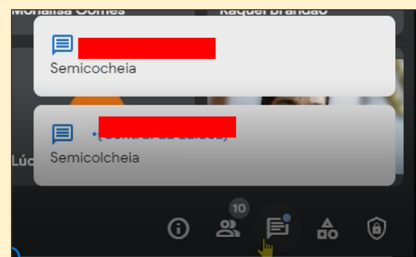 Monalisa Gomes
Raquel Brandão
Semicocheia
Semicolcheia
Lúc
10